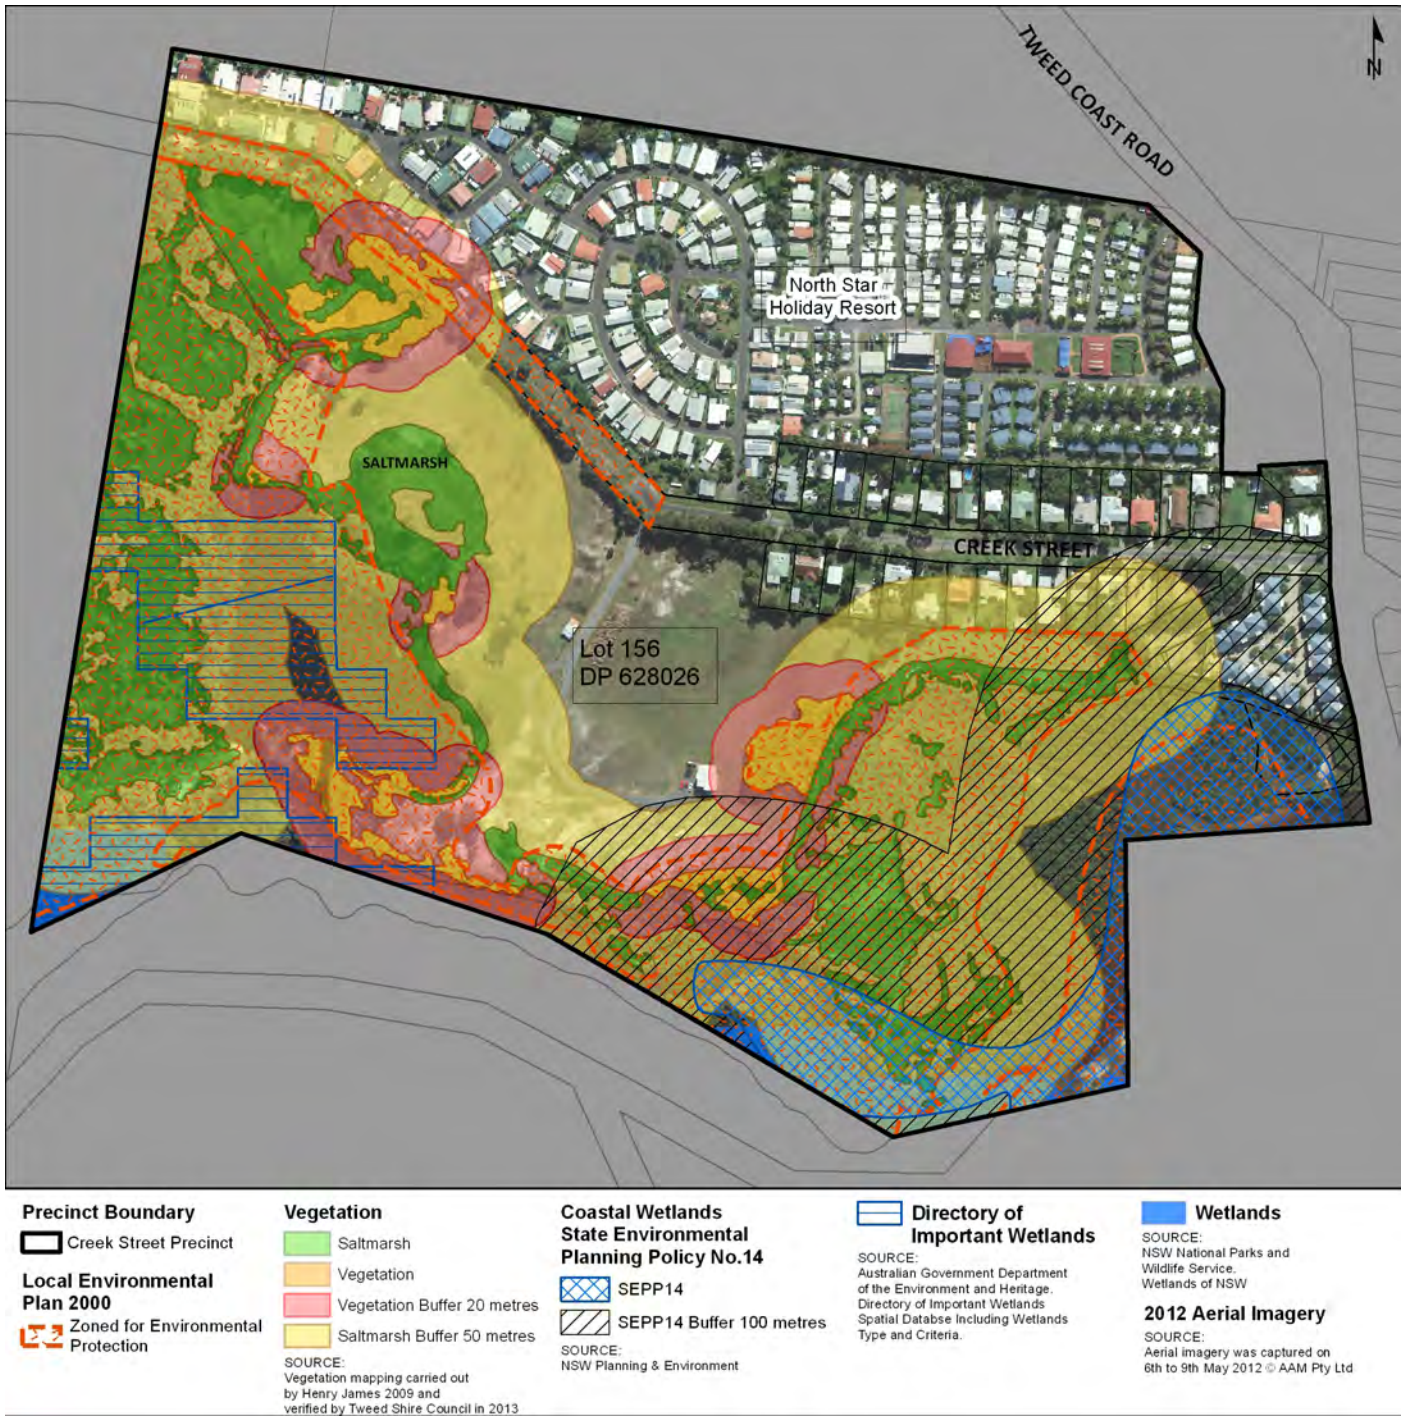 TWEED COAST ROAD
N
North Star
Holiday Resort
SALTMARSH
CREEK STREET
Lot 156
DP 628026
Precinct Boundary
Creek Street Precinct
Local Environmental
Plan 2000
Zoned for Environmental
Protection
Vegetation
Saltmarsh
Vegetation
Vegetation Buffer 20 metres
Saltmarsh Buffer 50 metres
SOURCE:
Vegetation mapping carried out
by Henry James 2009 and
verified by Tweed Shire Council in 2013
Coastal Wetlands
State Environmental
Planning Policy No.14
SEPP14
SEPP14 Buffer 100 metres
SOURCE:
NSW Planning & Environment
Directory of
Important Wetlands
SOURCE:
Australian Government Department
of the Environment and Heritage.
Directory of Important Wetlands
Spatial Databse Including Wetlands
Type and Criteria.
Wetlands
SOURCE:
NSW National Parks and
Wildlife Service.
Wetlands of NSW
2012 Aerial Imagery
SOURCE:
Aerial imagery was captured on
6th to 9th May 2012 © AAM Pty Ltd